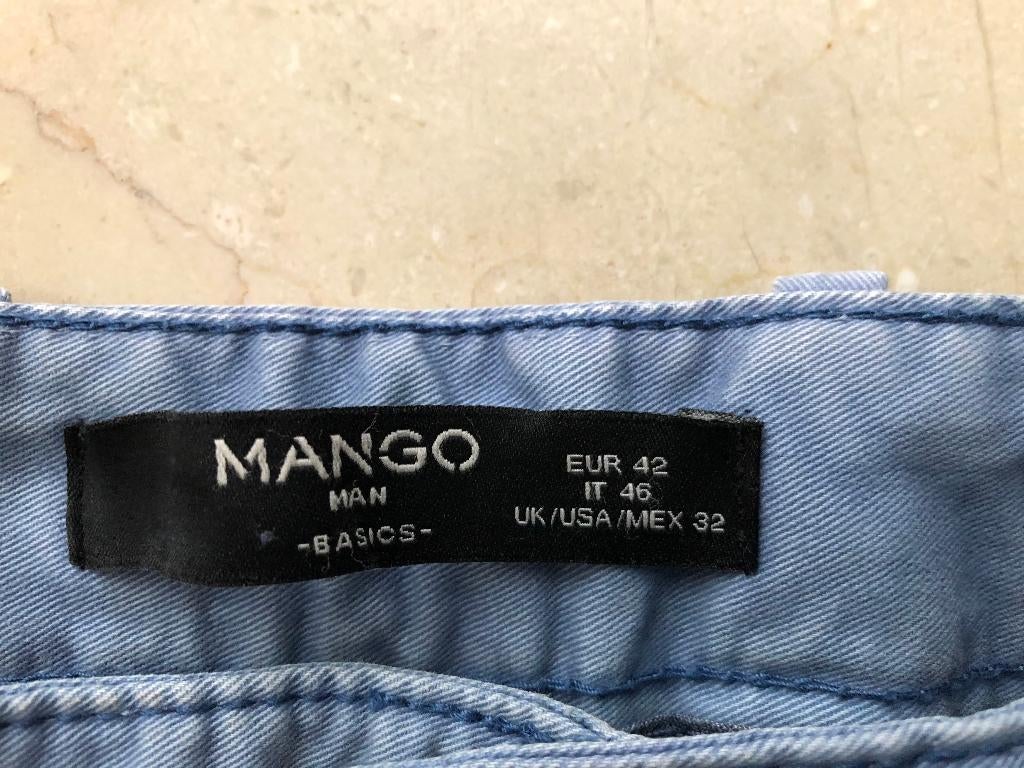 MANGO
MAN
-BASICS-
EUR 42
IT 46
UK/USA/MEX 32